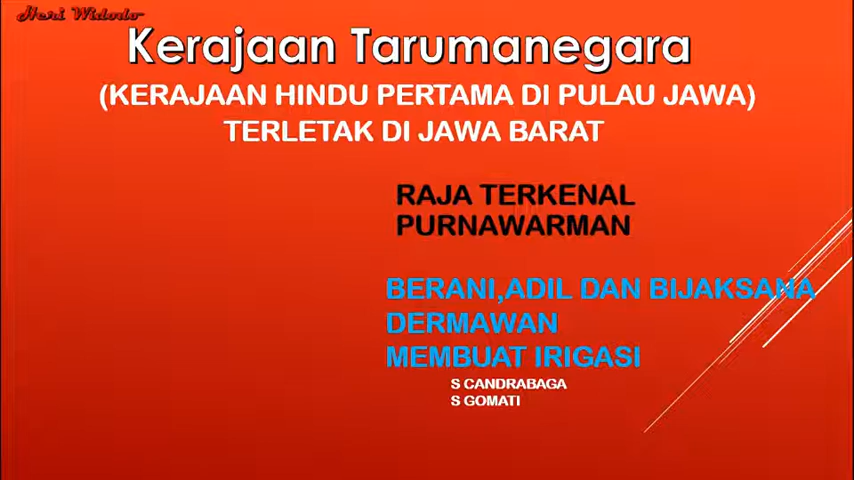 Heri Widodo
Kerajaan Tarumanegara
(KERAJAAN HINDU PERTAMA DI PULAU JAWA)
TERLETAK DI JAWA BARAT
RAJA TERKENAL
PURNAWARMAN
BERANI,ADIL DAN BIJAKSANA
DERMAWAN
MEMBUAT IRIGASI
S CANDRABAGA
S GOMATI